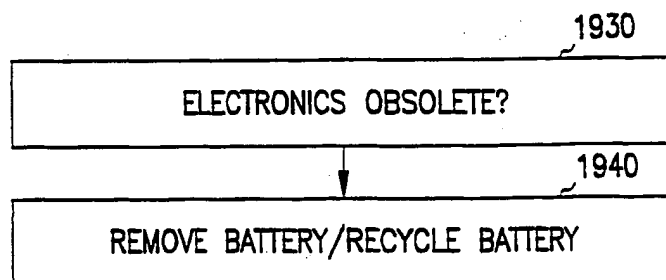 1930
ELECTRONICS OBSOLETE?
1940
REMOVE BATTERY/RECYCLE BATTERY